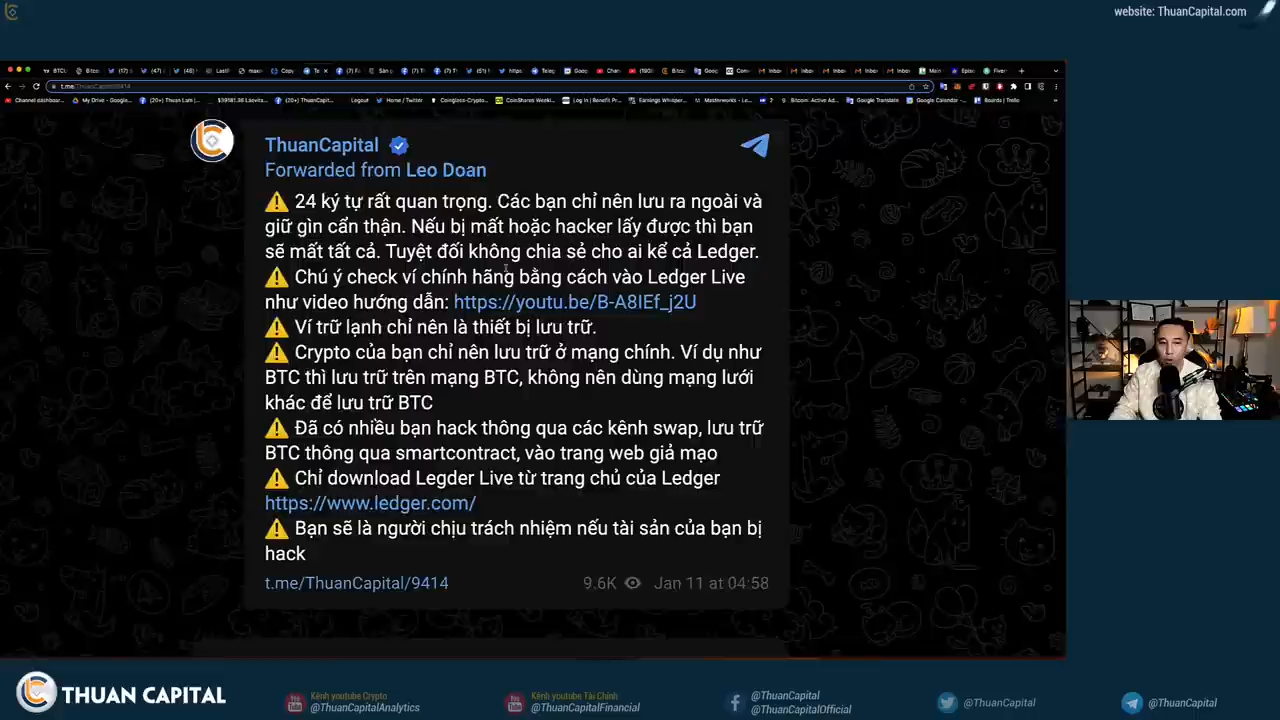 website: ThuanCapital.com
ThuanCapital
Forwarded from Leo Doan
⚠️ 24 ký tự rất quan trọng. Các bạn chỉ nên lưu ra ngoài và
giữ gìn cẩn thận. Nếu bị mất hoặc hacker lấy được thì bạn
sẽ mất tất cả. Tuyệt đối không chia sẻ cho ai kể cả Ledger.
⚠️ Chú ý check ví chính hãng bằng cách vào Ledger Live
như video hướng dẫn: https://youtu.be/B-A8IEf_j2U
⚠️ Ví trữ lạnh chỉ nên là thiết bị lưu trữ.
⚠️ Crypto của bạn chỉ nên lưu trữ ở mạng chính. Ví dụ như
BTC thì lưu trữ trên mạng BTC, không nên dùng mạng lưới
khác để lưu trữ BTC
⚠️ Đã có nhiều bạn hack thông qua các kênh swap, lưu trữ
BTC thông qua smartcontract, vào trang web giả mạo
⚠️ Chỉ download Legder Live từ trang chủ của Ledger
https://www.ledger.com/
⚠️ Bạn sẽ là người chịu trách nhiệm nếu tài sản của bạn bị
hack
t.me/ThuanCapital/9414 9.6K Jan 11 at 04:58
THUAN CAPITAL
Kênh youtube Crypto
@ThuanCapitalAnalytics
Kênh youtube Tài Chính
@ThuanCapitalFinancial
@ThuanCapital
@ThuanCapitalOfficial
@ThuanCapital
@ThuanCapital